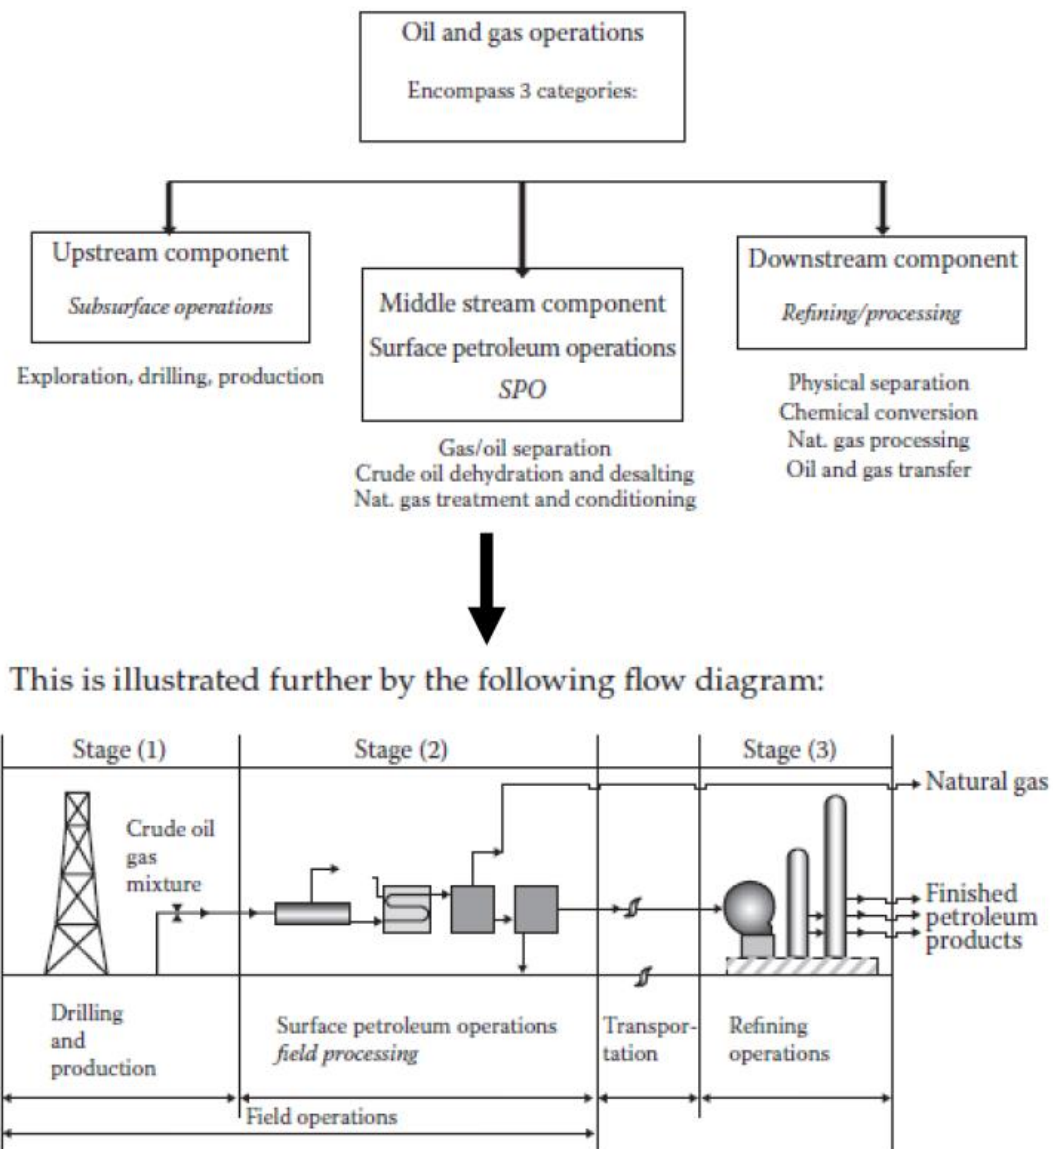 Oil and gas operations
Encompass 3 categories:
Upstream component
Subsurface operations
Exploration, drilling, production
Middle stream component
Surface petroleum operations
SPO
Gas/oil separation
Crude oil dehydration and desalting
Nat. gas treatment and conditioning
Downstream component
Refining/processing
Physical separation
Chemical conversion
Nat. gas processing
Oil and gas transfer
This is illustrated further by the following flow diagram:
Stage (1)
Stage (2)
Stage (3)
Crude oil
gas
mixture
Natural gas
Finished
petroleum
products
Drilling
and
production
Surface petroleum operations
field processing
Transpor-
tation
Refining
operations
Field operations